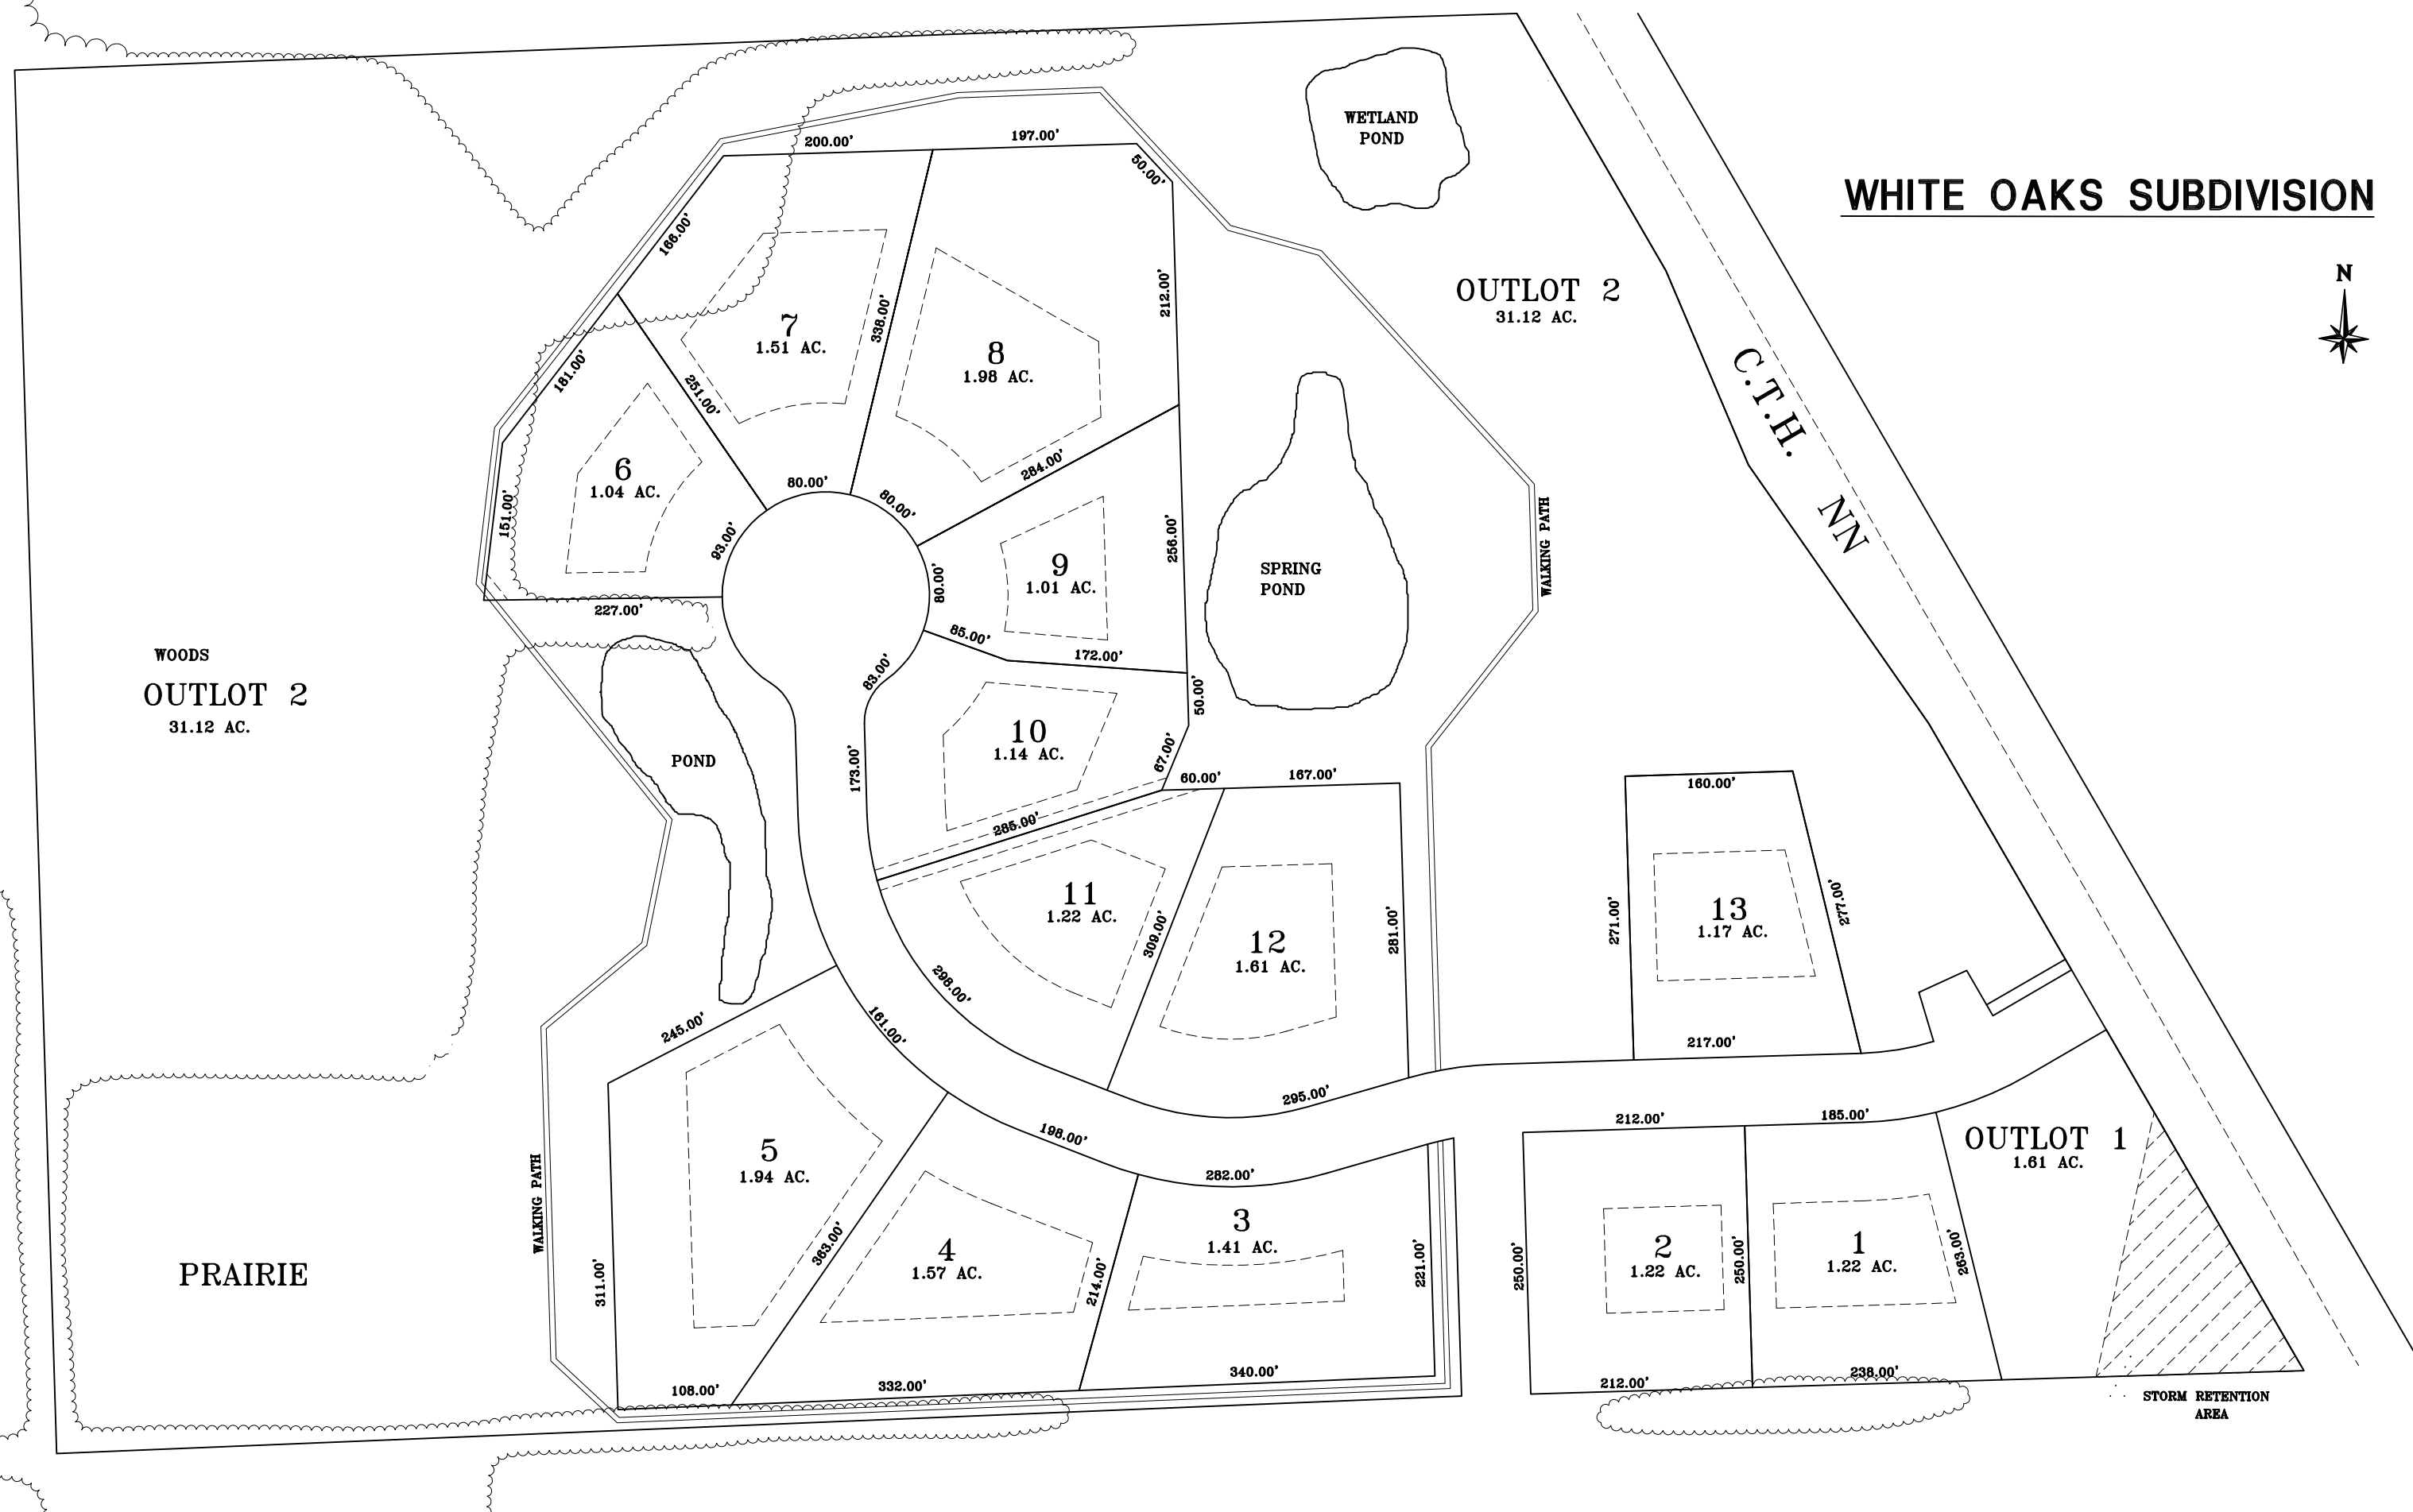 WHITE OAKS SUBDIVISION
N
WETLAND
POND
OUTLOT 2
31.12 AC.
C.T.H. NN
200.00'
197.00'
50.00'
166.00'
212.00'
7
1.51 AC.
338.00'
8
1.98 AC.
181.00'
251.00'
6
1.04 AC.
151.00'
80.00'
80.00'
284.00'
93.00'
256.00'
9
1.01 AC.
80.00'
SPRING
POND
WALKING PATH
227.00'
85.00'
172.00'
83.00'
50.00'
WOODS
OUTLOT 2
31.12 AC.
POND
10
1.14 AC.
173.00'
67.00'
60.00'
167.00'
285.00'
160.00'
11
1.22 AC.
309.00'
12
1.61 AC.
281.00'
271.00'
13
1.17 AC.
277.00'
298.00'
245.00'
161.00'
217.00'
295.00'
198.00'
282.00'
212.00'
185.00'
OUTLOT 1
1.61 AC.
5
1.94 AC.
WALKING PATH
311.00'
363.00'
4
1.57 AC.
214.00'
3
1.41 AC.
221.00'
250.00'
2
1.22 AC.
250.00'
1
1.22 AC.
263.00'
PRAIRIE
108.00'
332.00'
340.00'
212.00'
238.00'
STORM RETENTION
AREA